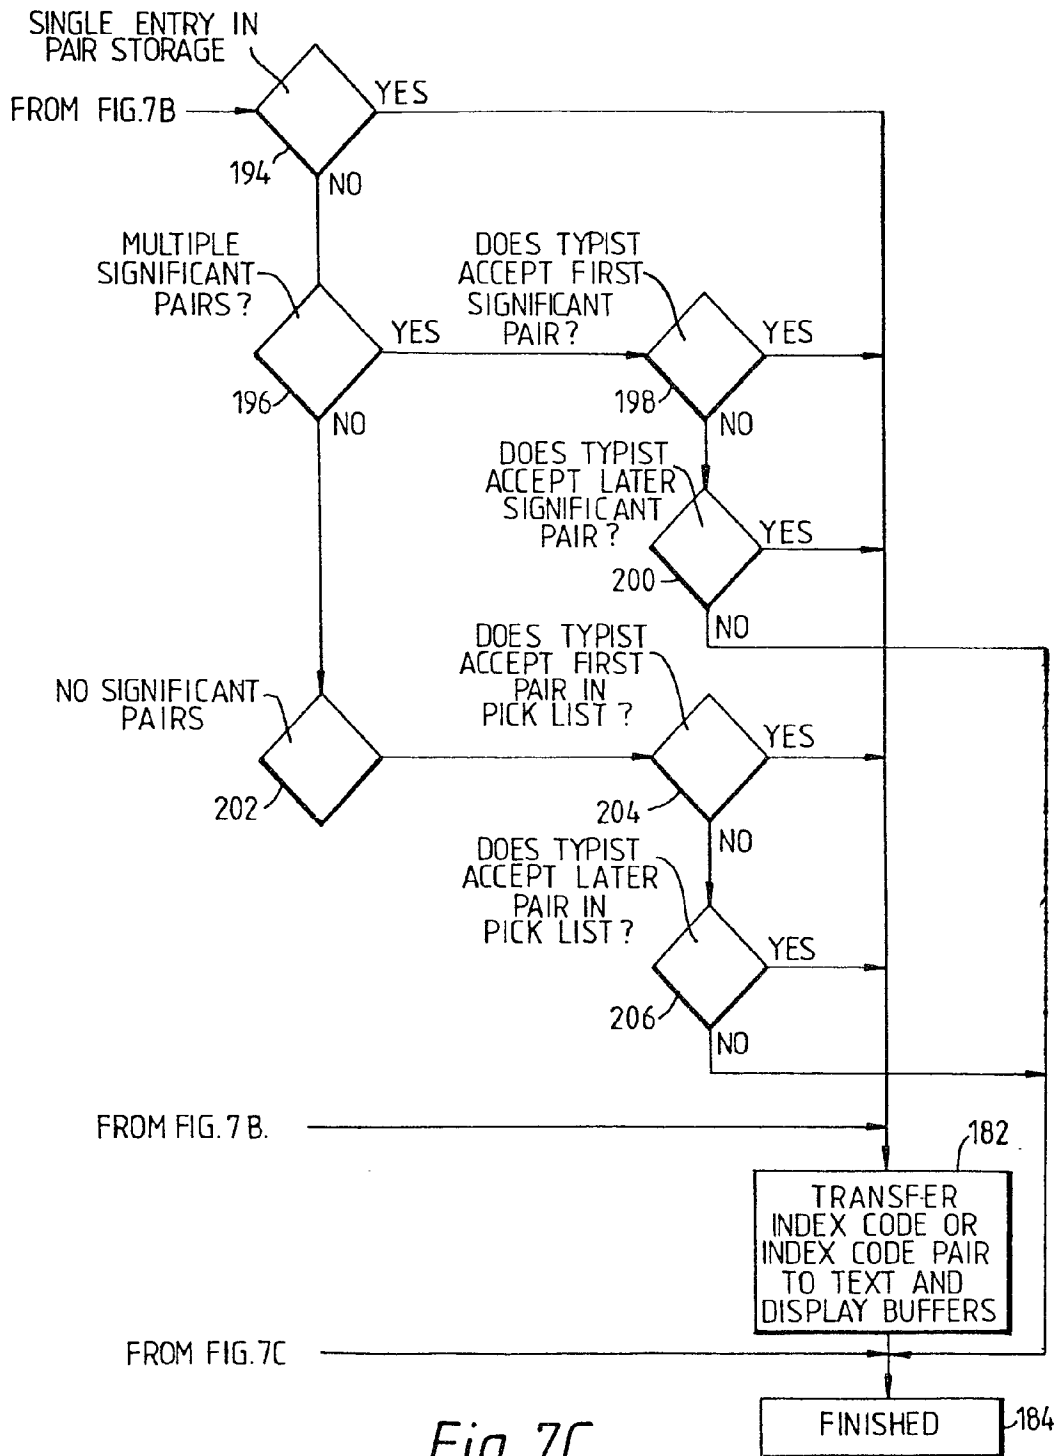 SINGLE ENTRY IN
PAIR STORAGE
FROM FIG.7B
YES
194
NO
MULTIPLE
SIGNIFICANT
PAIRS?
YES
196
NO
DOES TYPIST
ACCEPT FIRST
SIGNIFICANT
PAIR?
YES
198
NO
DOES TYPIST
ACCEPT LATER
SIGNIFICANT
PAIR?
YES
200
NO
NO SIGNIFICANT
PAIRS
202
DOES TYPIST
ACCEPT FIRST
PAIR IN
PICK LIST ?
YES
204
NO
DOES TYPIST
ACCEPT LATER
PAIR IN
PICK LIST ?
YES
206
NO
FROM FIG.7B.
182
TRANSFER
INDEX CODE OR
INDEX CODE PAIR
TO TEXT AND
DISPLAY BUFFERS
FROM FIG.7C
FINISHED
184
Fig. 7C